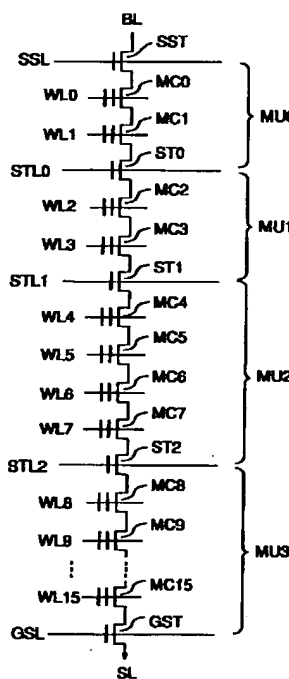 BL
SST
SSL
MC0
WL0
MU0
MC1
WL1
ST0
STL0
MC2
WL2
MU1
MC3
WL3
ST1
STL1
MC4
WL4
MC5
WL5
MC6
WL6
MU2
MC7
WL7
ST2
STL2
MC8
WL8
MC9
WL9
MU3
MC15
WL15
GST
GSL
SL